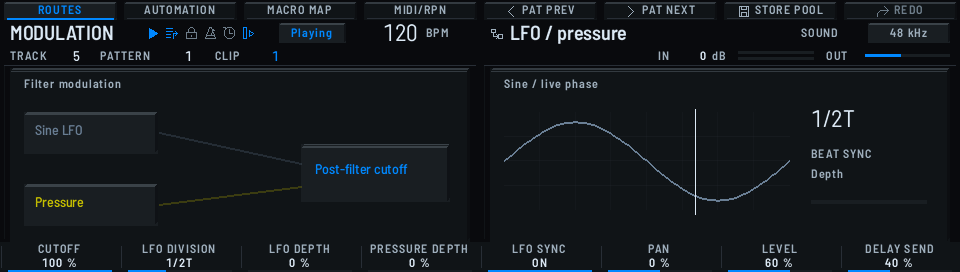 ROUTES AUTOMATION MACRO MAP MIDI/RPN PAT PREV PAT NEXT STORE POOL REDO
MODULATION Playing 120 BPM LFO / pressure SOUND 48 kHz
TRACK 5 PATTERN 1 CLIP 1 IN 0 dB OUT
Filter modulation
Sine LFO
Pressure
Post-filter cutoff
Sine / live phase
1/2T
BEAT SYNC
Depth
CUTOFF LFO DIVISION LFO DEPTH PRESSURE DEPTH LFO SYNC PAN LEVEL DELAY SEND
100 % 1/2T 0 % 0 % ON 0 % 60 % 40 %